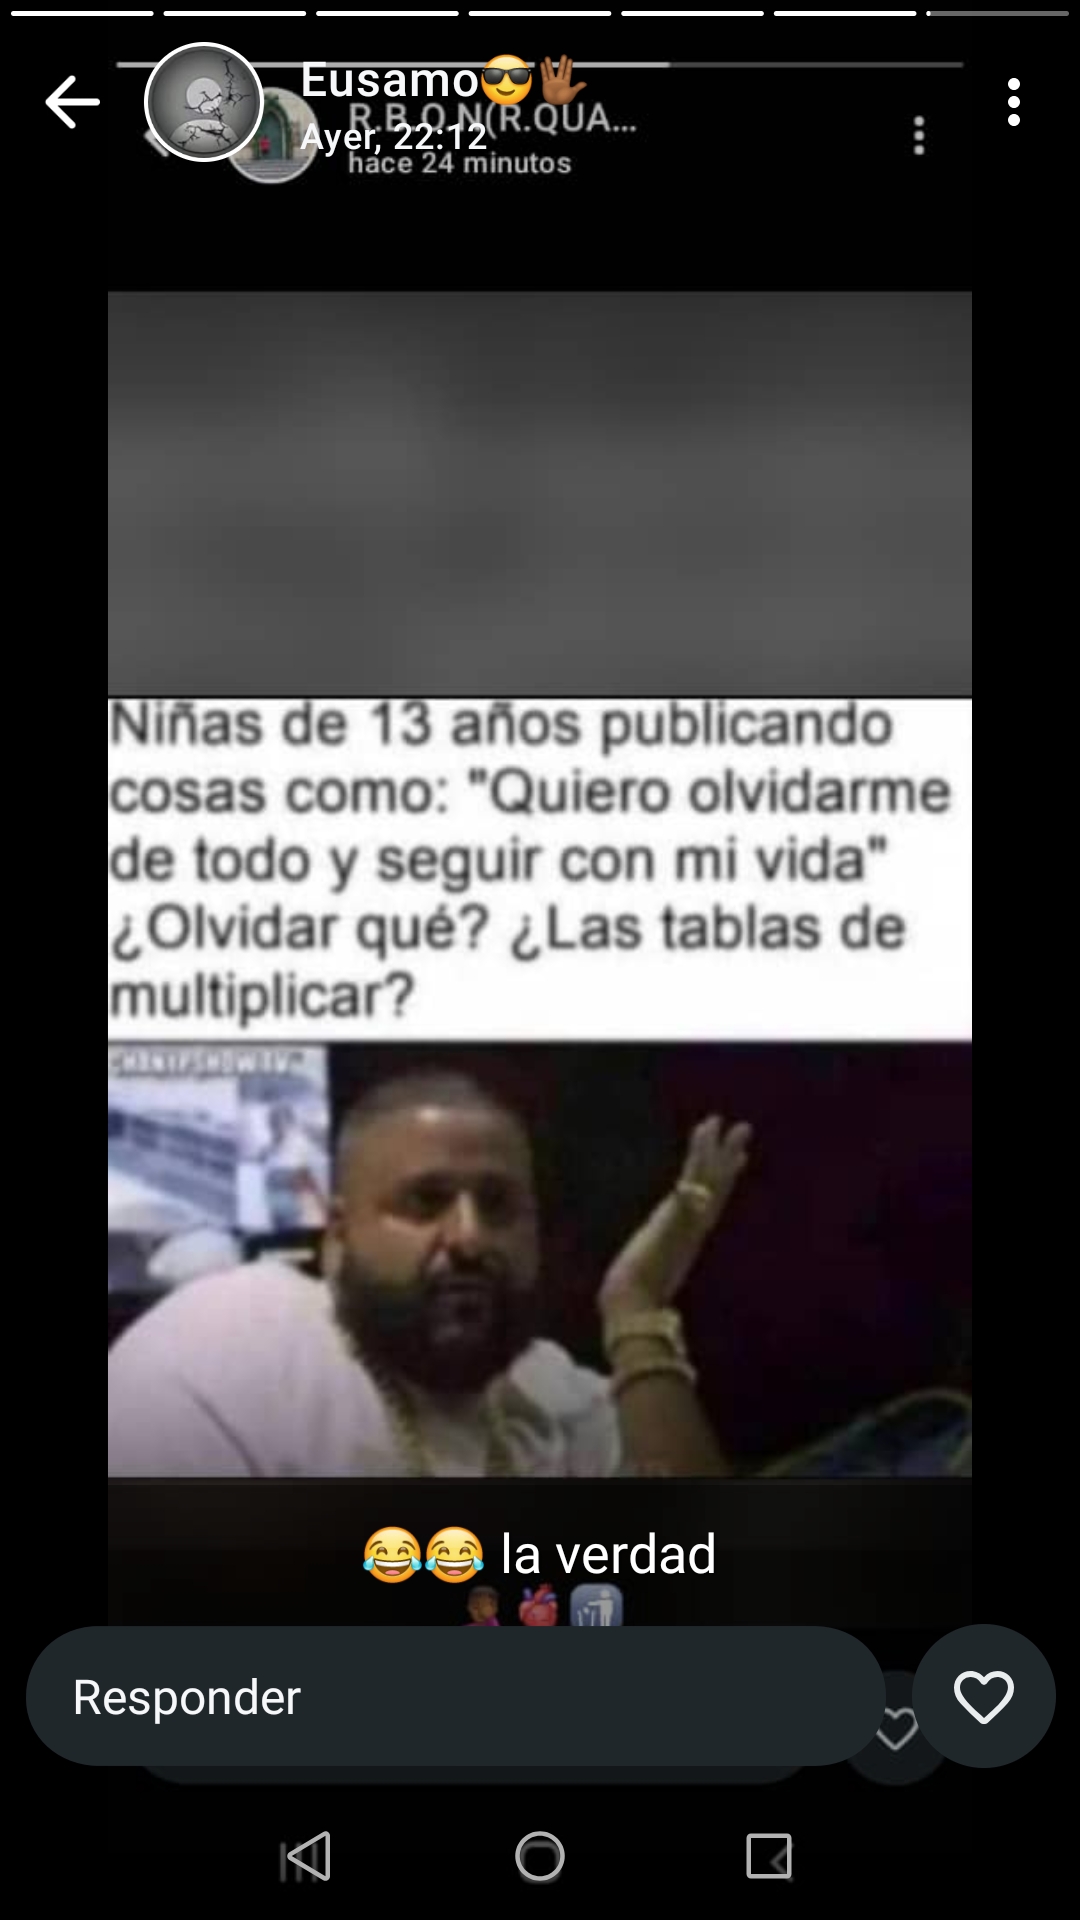 Eusamo😎🖖🏾
Ayer, 22:12
R.B.O.N(R.QUA...
hace 24 minutos
Niñas de 13 años publicando
cosas como: "Quiero olvidarme
de todo y seguir con mi vida"
¿Olvidar qué? ¿Las tablas de
multiplicar?
😂😂 la verdad
Responder